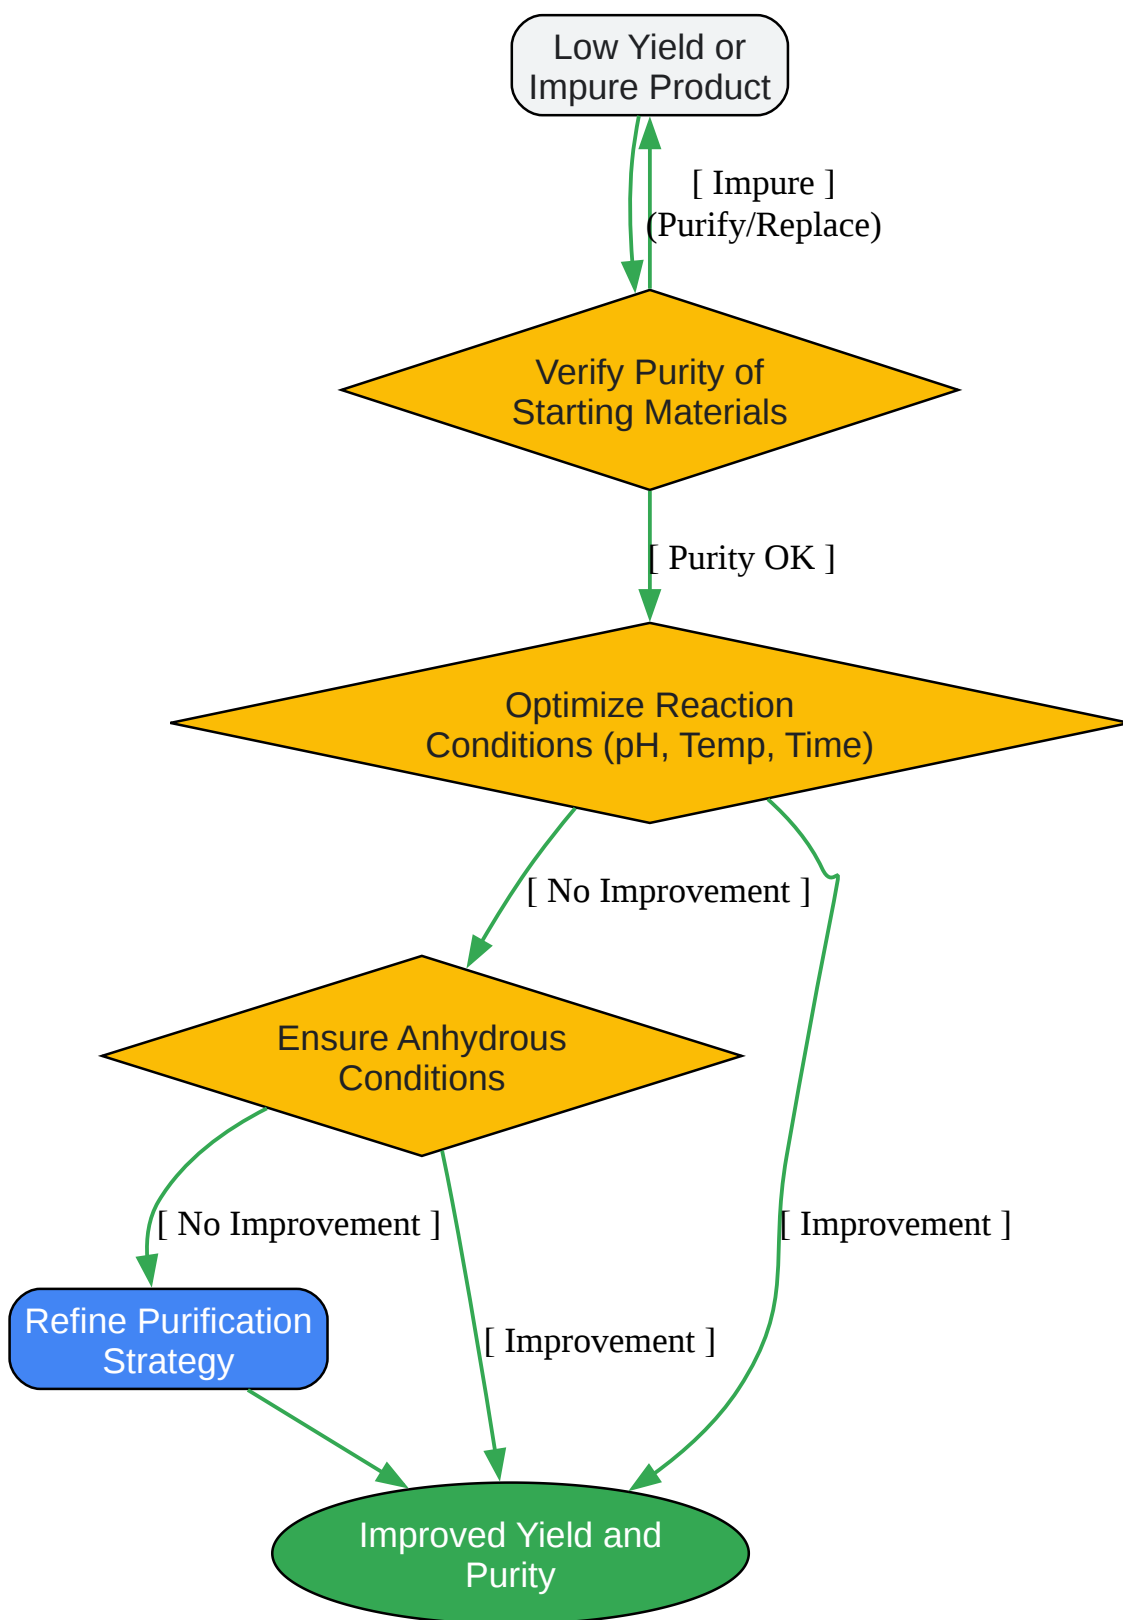 Low Yield or
Impure Product
[ Impure ]
(Purify/Replace)
Verify Purity of
Starting Materials
[ Purity OK ]
Optimize Reaction
Conditions (pH, Temp, Time)
[ No Improvement ]
Ensure Anhydrous
Conditions
[ No Improvement ]
[ Improvement ]
Refine Purification
Strategy
[ Improvement ]
Improved Yield and
Purity